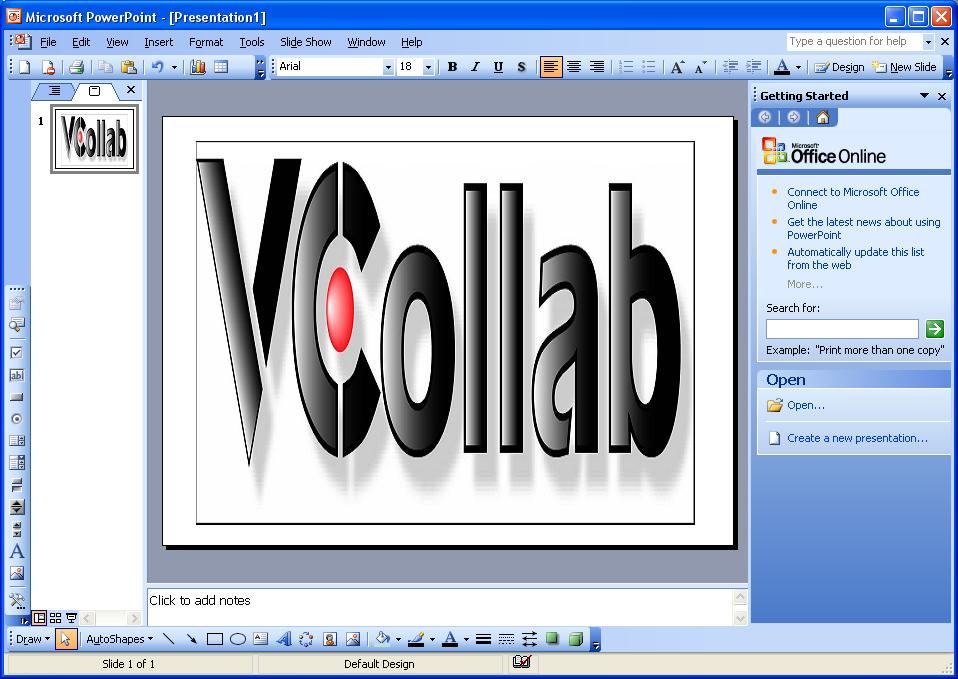 Microsoft PowerPoint - [Presentation1]
File Edit View Insert Format Tools Slide Show Window Help
Type a question for help
Arial 18 B I U S A A A Design New Slide
1
VCollab
VCollab
Getting Started
Microsoft
Office Online
Connect to Microsoft Office
Online
Get the latest news about using
PowerPoint
Automatically update this list
from the web
More...
Search for:
Example: "Print more than one copy"
Open
Open...
Create a new presentation...
abl
A
Click to add notes
Draw AutoShapes A A
Slide 1 of 1 Default Design